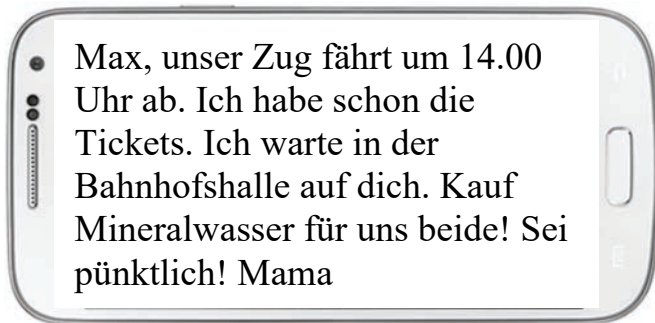 Max, unser Zug fährt um 14.00
Uhr ab. Ich habe schon die
Tickets. Ich warte in der
Bahnhofshalle auf dich. Kauf
Mineralwasser für uns beide! Sei
pünktlich! Mama